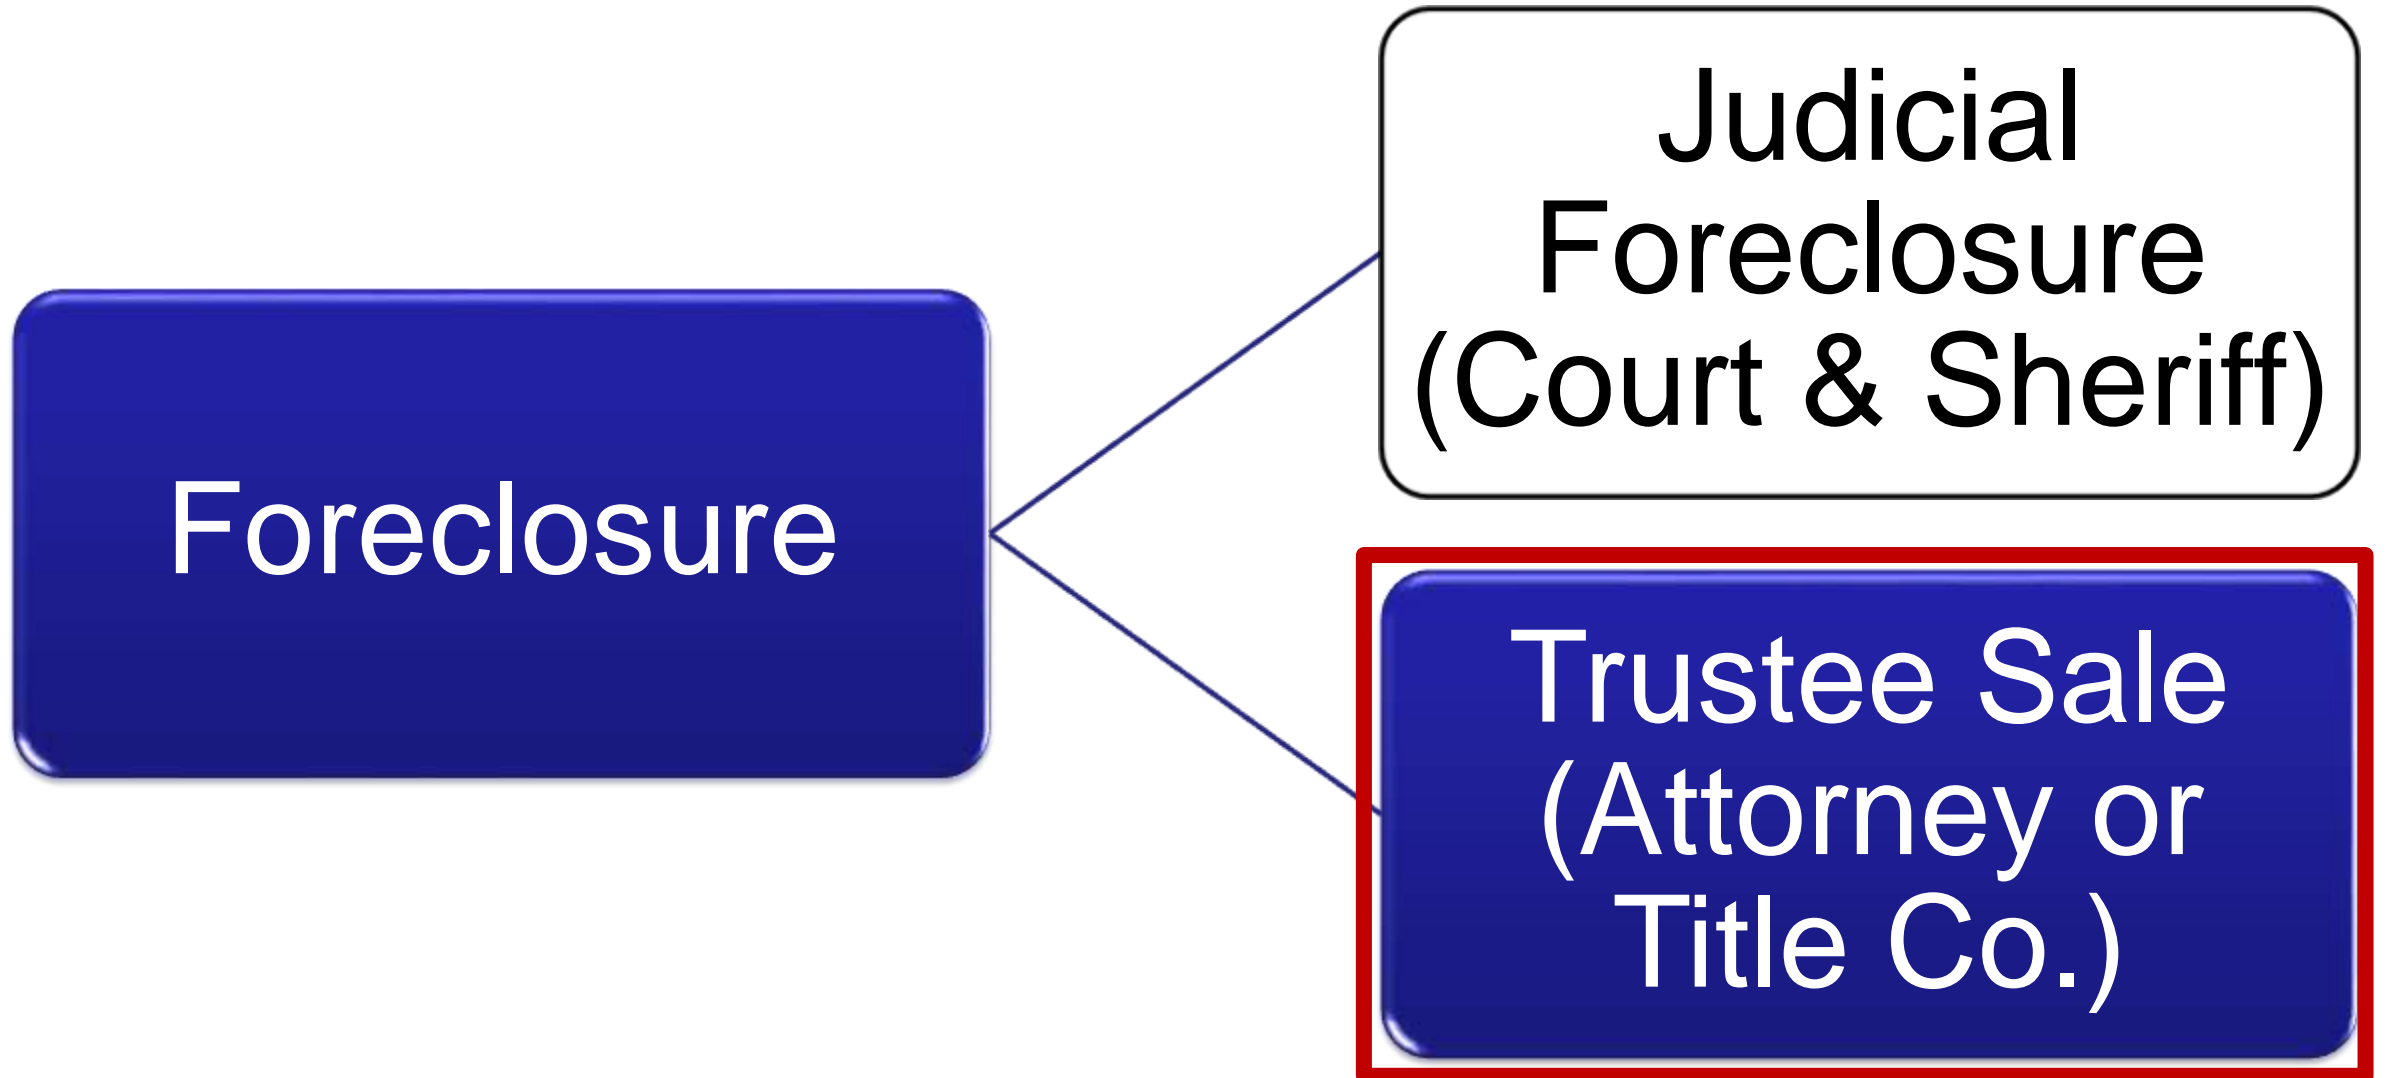 Foreclosure
Judicial
Foreclosure
(Court & Sheriff)
Trustee Sale
(Attorney or
Title Co.)